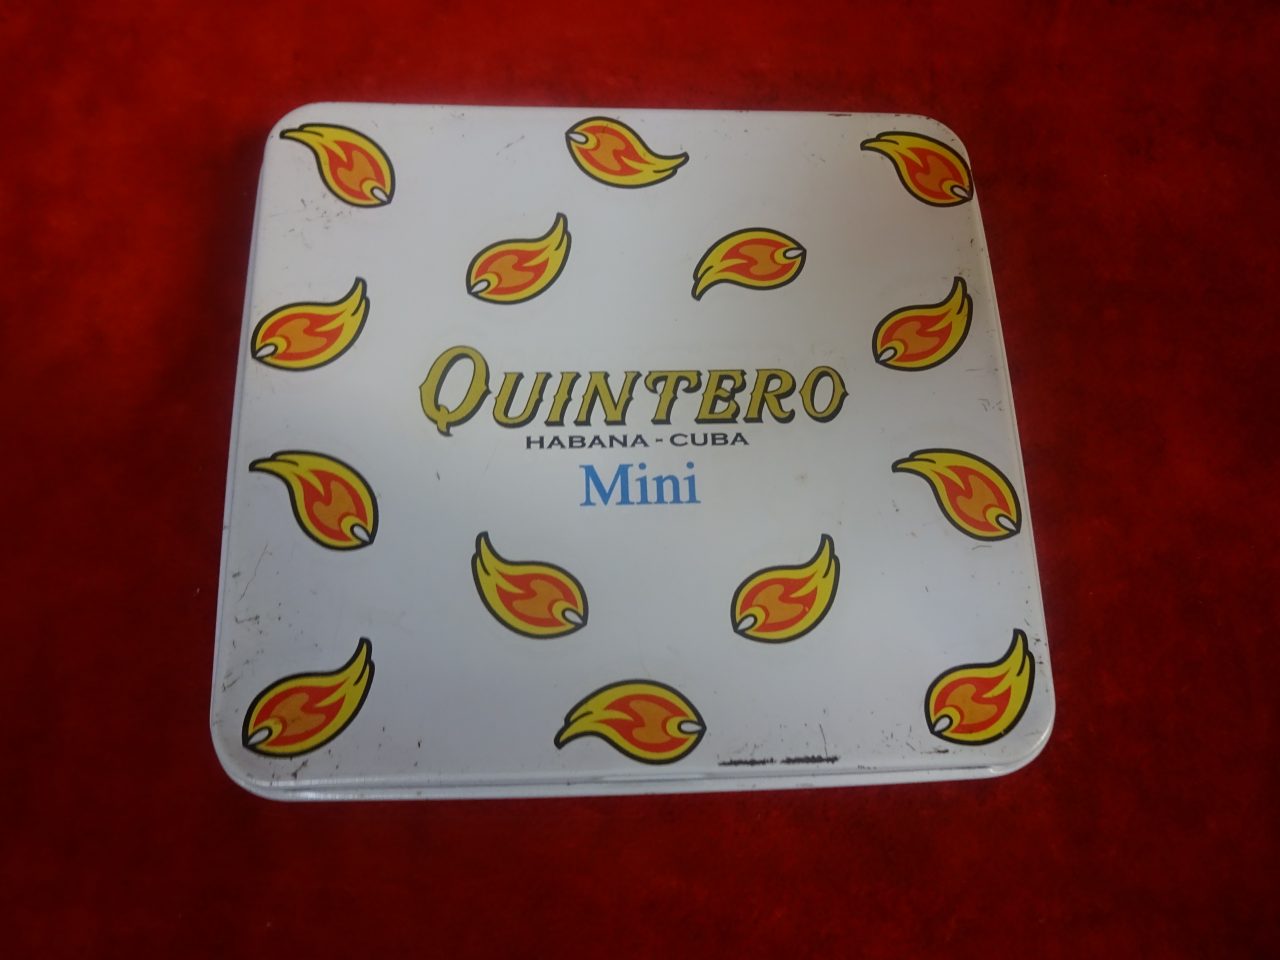 QUINTERO
HABANA - CUBA
Mini